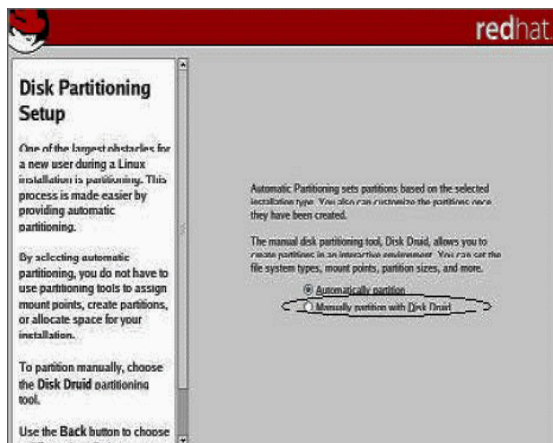 redhat.
Disk Partitioning
Setup
One of the largest obstacles for
a new user during a Linux
installation is partitioning. This
process is made easier by
providing automatic
partitioning.
By selecting automatic
partitioning, you do not have to
use partitioning tools to assign
mount points, create partitions,
or allocate space for your
installation.
To partition manually, choose
the Disk Druid partitioning
tool.
Use the Back button to choose
Automatic Partitioning sets partitions based on the selected
installation type. You also can customize the partitions once
they have been created.
The manual disk partitioning tool, Disk Druid, allows you to
create partitions in an interactive environment. You can set the
file system types, mount points, partition sizes, and more.
Automatically partition
Manually partition with Disk Druid